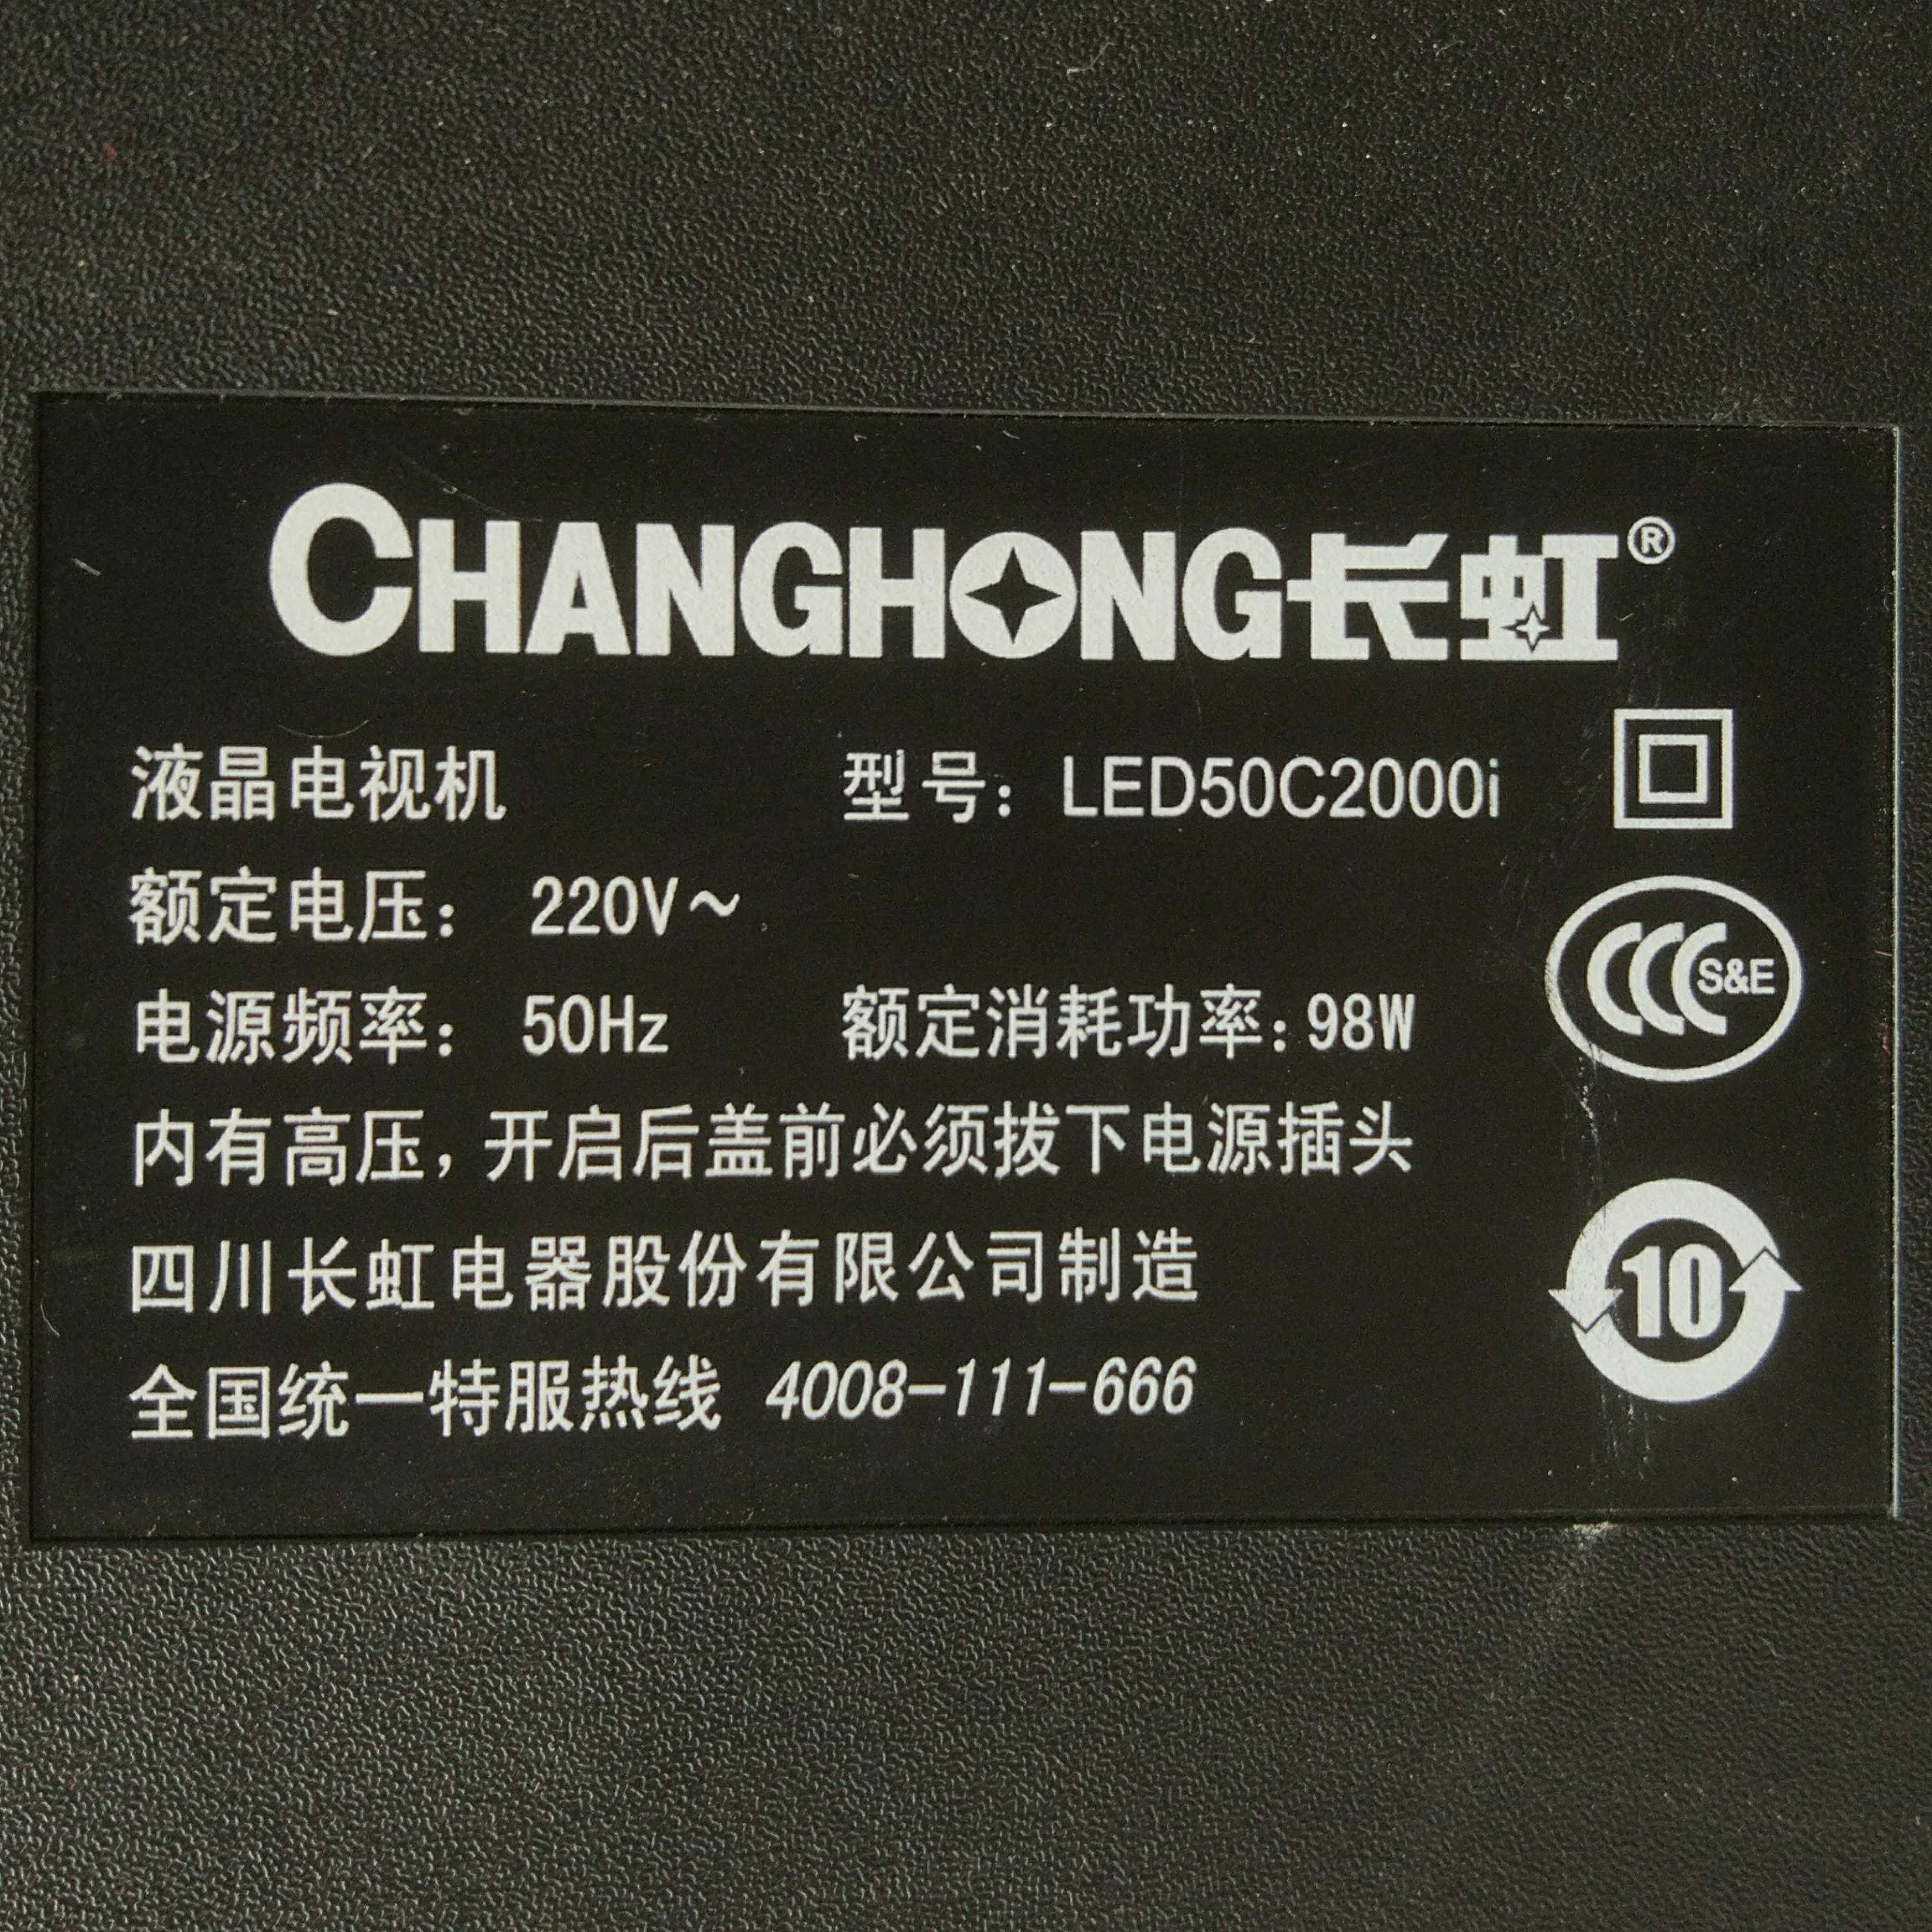 CHANGHONG长虹®
液晶电视机 型号：LED50C2000i
额定电压：220V~
电源频率：50Hz 额定消耗功率：98W
CCC S&E
内有高压，开启后盖前必须拔下电源插头
四川长虹电器股份有限公司制造
10
全国统一特服热线 4008-111-666